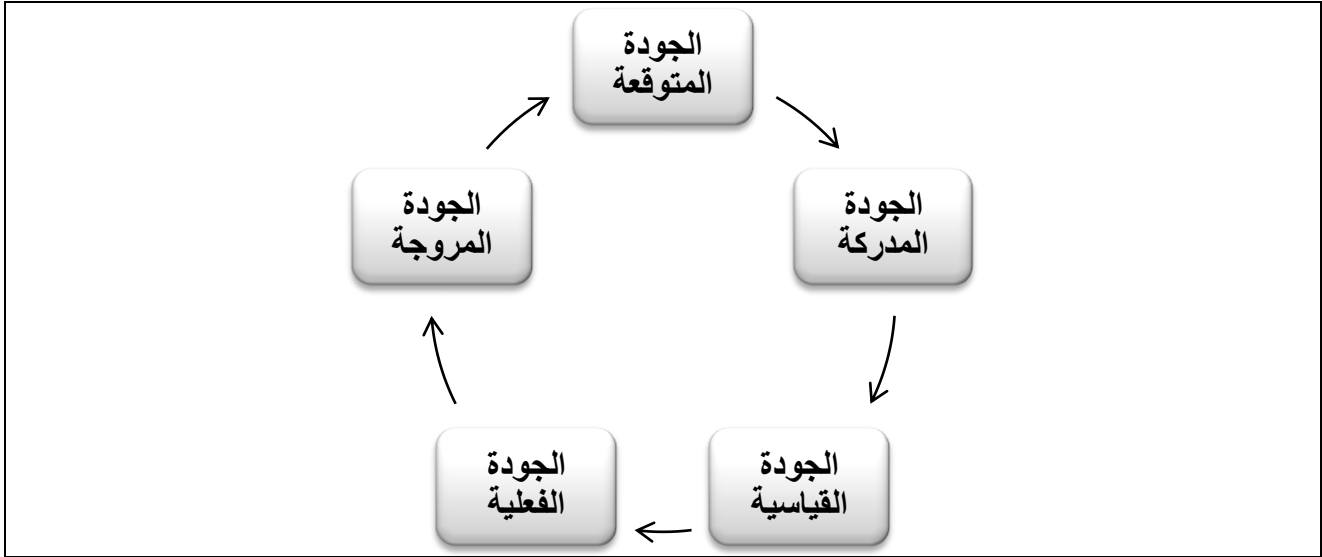 الجودة
المتوقعة
الجودة
المدركة
الجودة
القياسية
الجودة
الفعلية
الجودة
المروجة